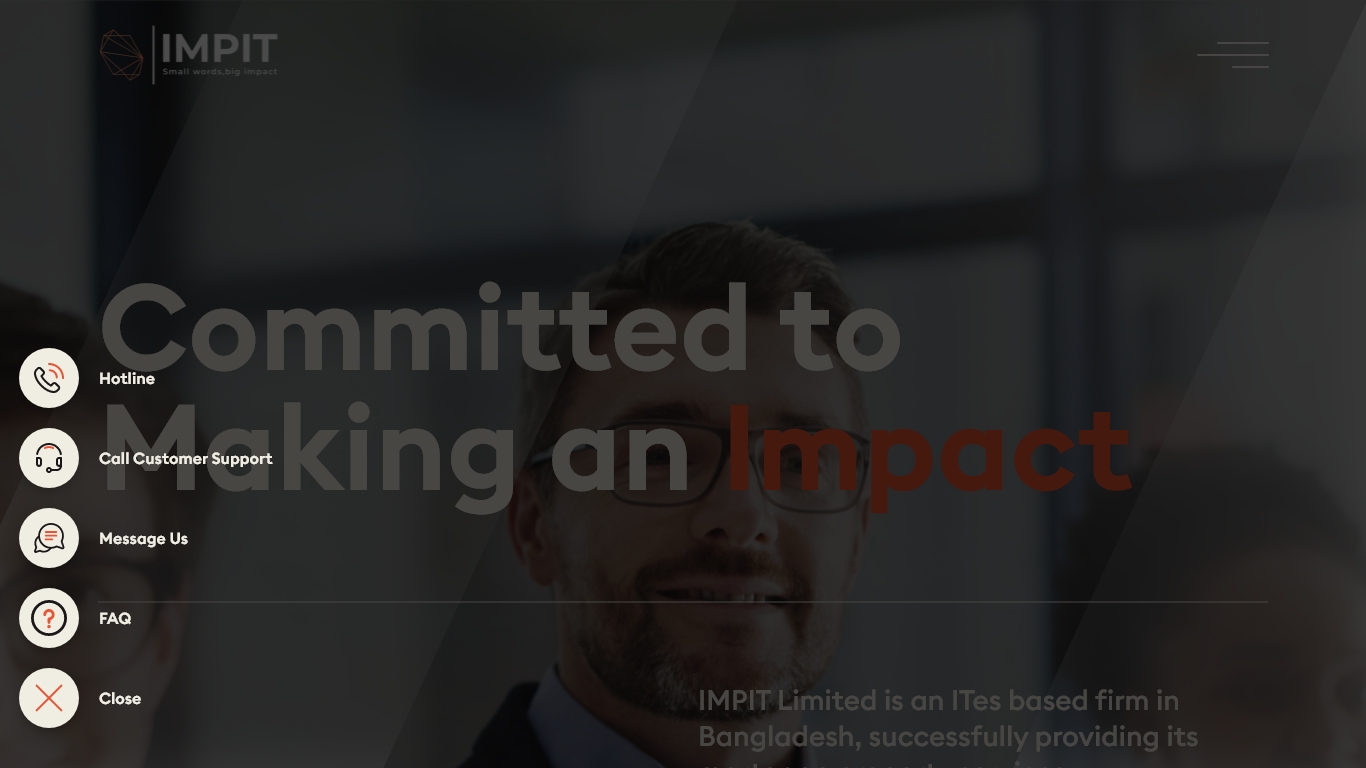 IMPIT
Small words,big impact
Committed to
Making an Impact
Hotline
Call Customer Support
Message Us
FAQ
Close
IMPIT Limited is an ITes based firm in
Bangladesh, successfully providing its